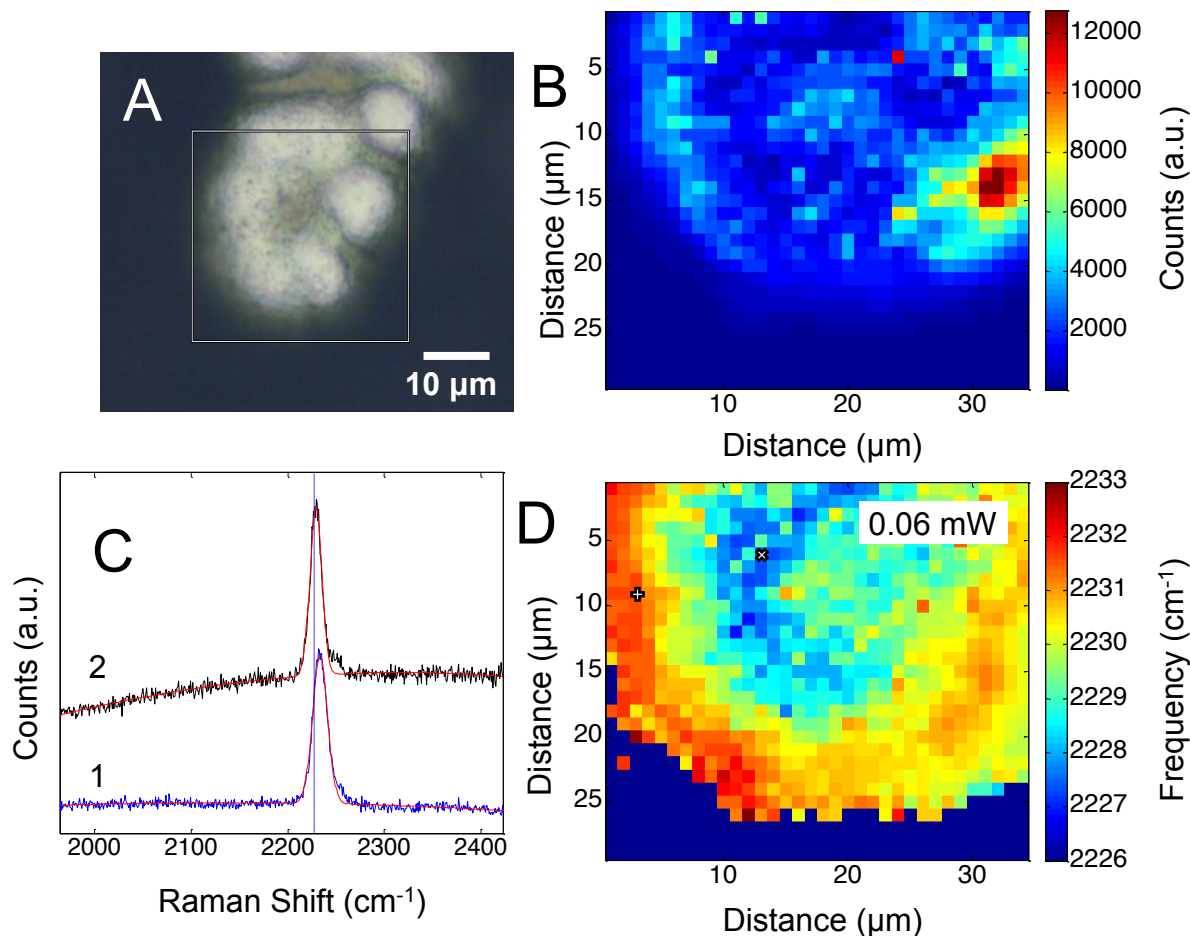 A
10 µm
B
5
10
15
20
25
10
20
30
Distance (µm)
Distance (µm)
12000
10000
8000
6000
4000
2000
Counts (a.u.)
C
2
1
2000
2100
2200
2300
2400
Counts (a.u.)
Raman Shift (cm-1)
D
0.06 mW
5
10
15
20
25
10
20
30
Distance (µm)
Distance (µm)
2233
2232
2231
2230
2229
2228
2227
2226
Frequency (cm-1)